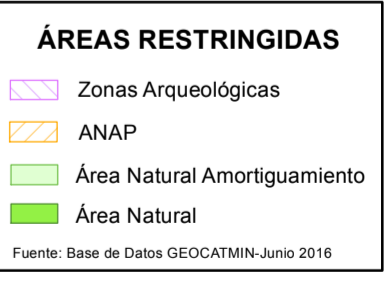 ÁREAS RESTRINGIDAS
Zonas Arqueológicas
ANAP
Área Natural Amortiguamiento
Área Natural
Fuente: Base de Datos GEOCATMIN-Junio 2016